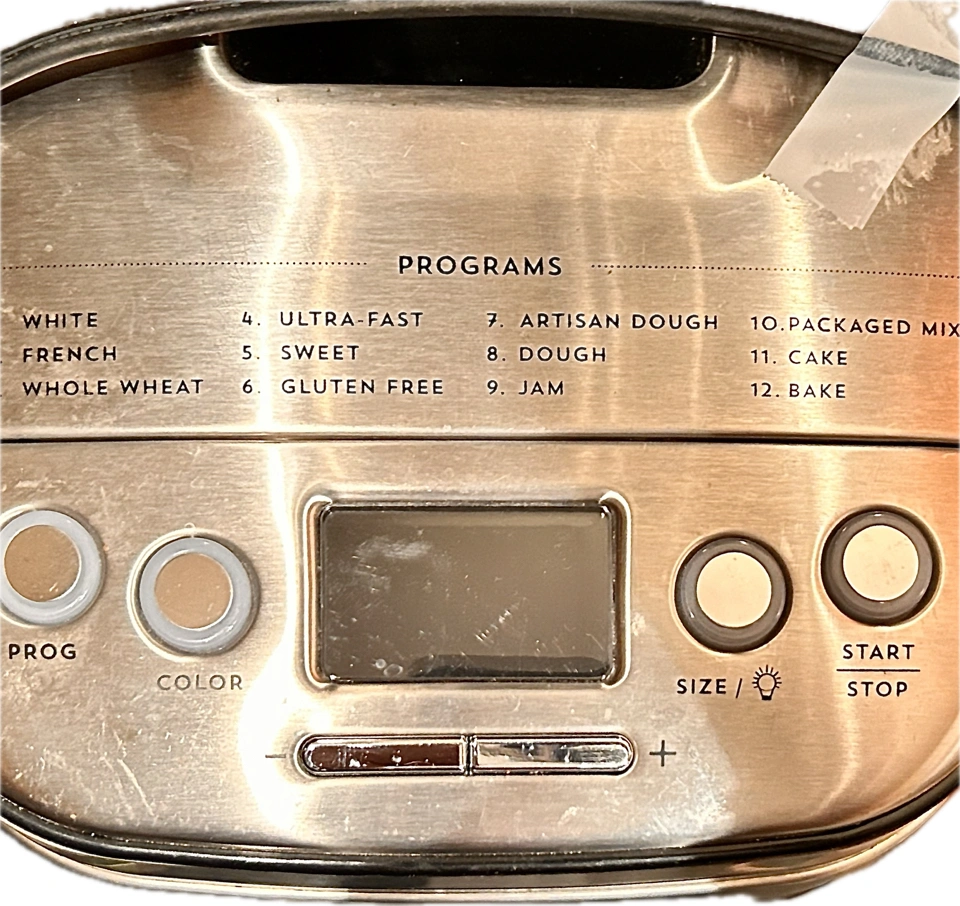 PROGRAMS
WHITE 4. ULTRA-FAST 7. ARTISAN DOUGH 10. PACKAGED MIX
FRENCH 5. SWEET 8. DOUGH 11. CAKE
WHOLE WHEAT 6. GLUTEN FREE 9. JAM 12. BAKE
PROG
COLOR
SIZE /
START
STOP
- +